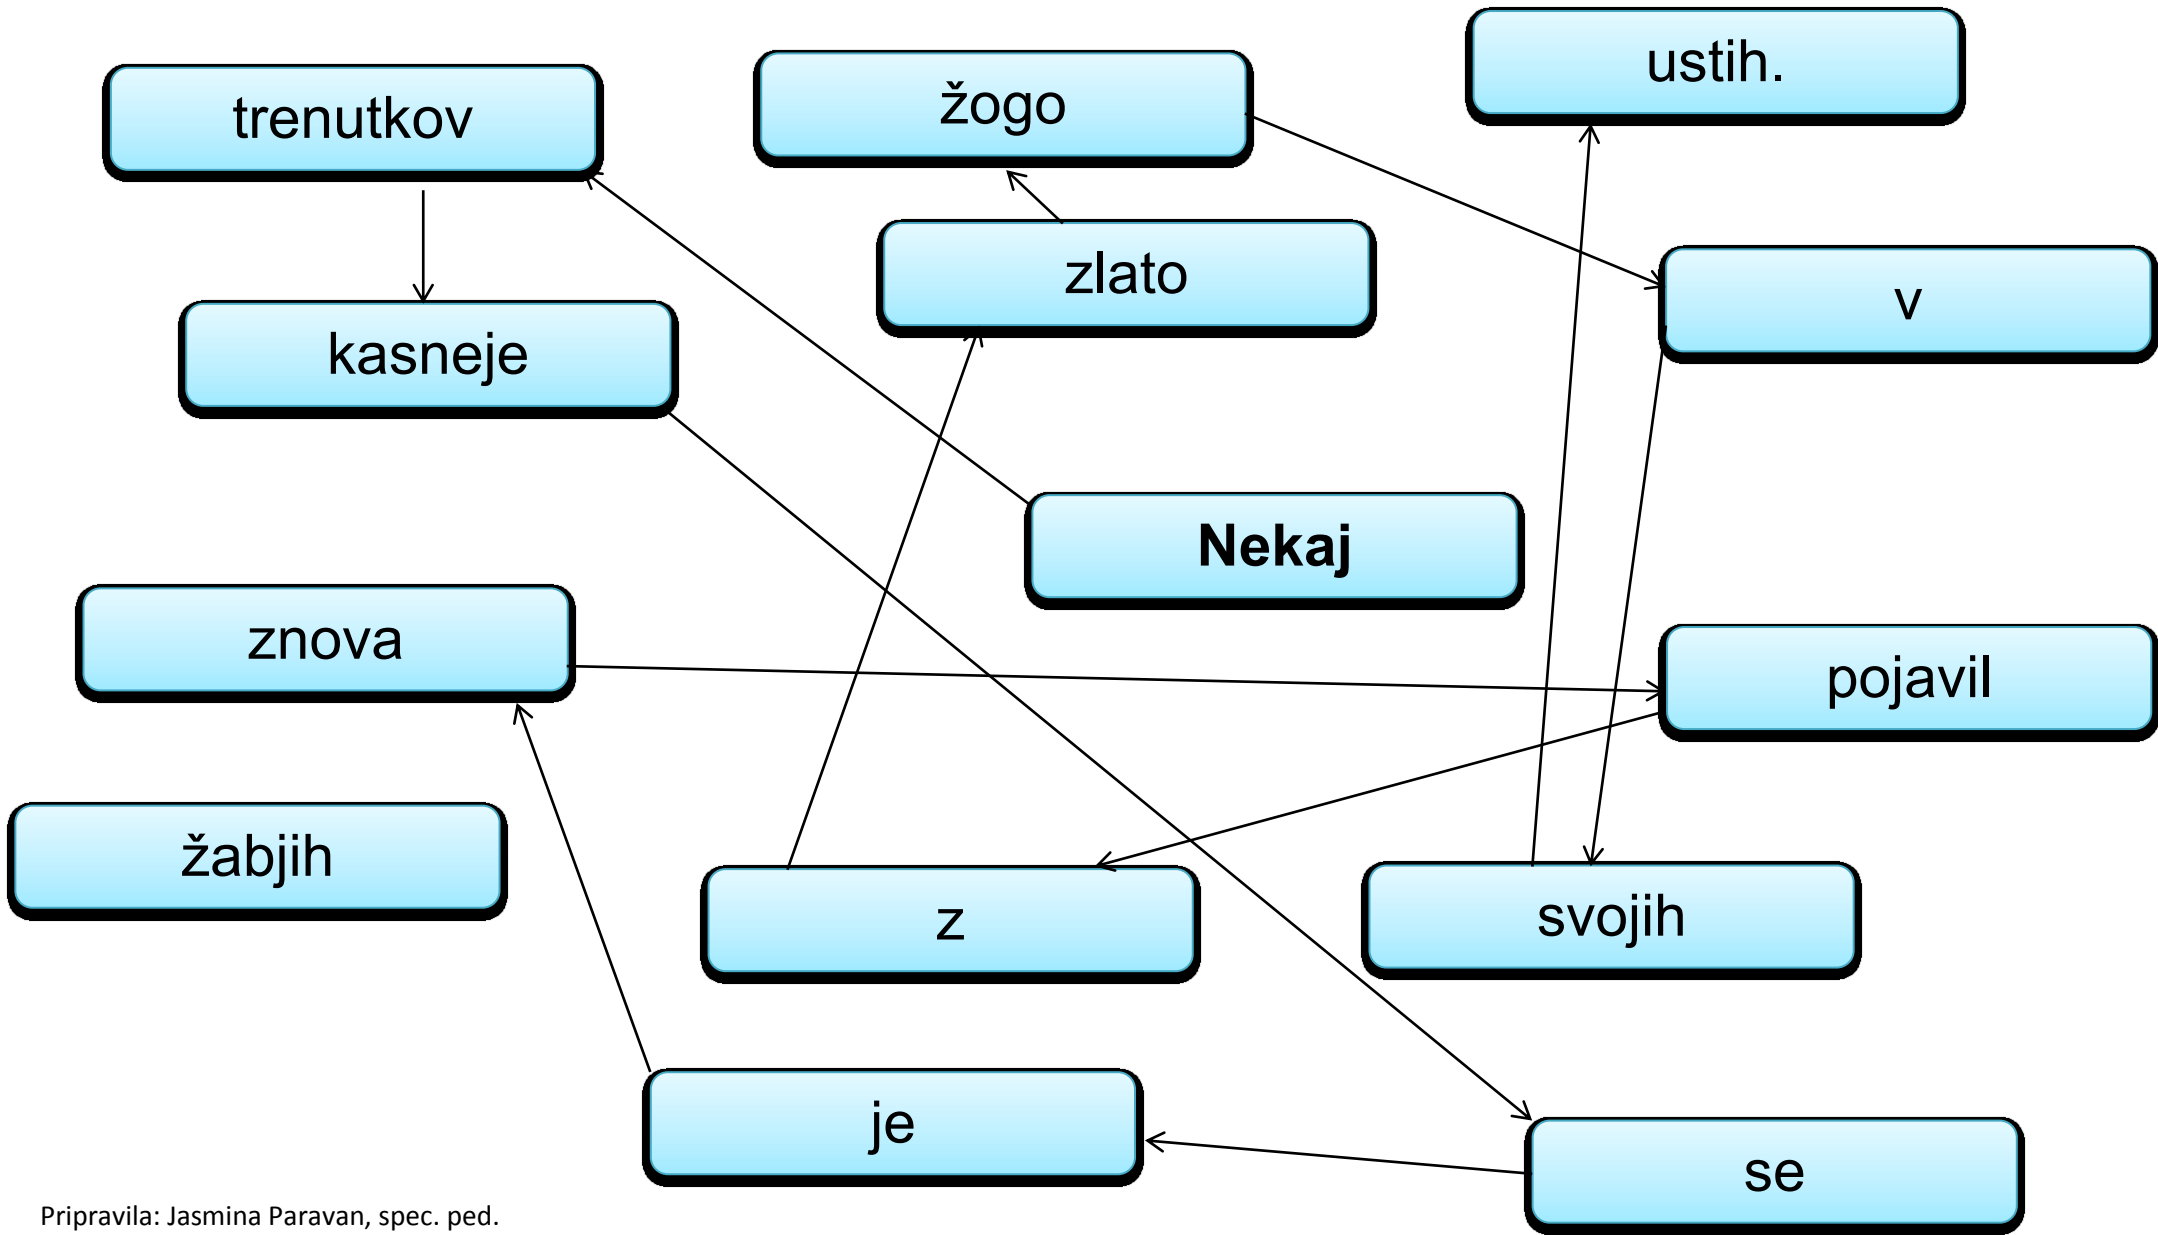 ustih.
žogo
trenutkov
zlato
v
kasneje
Nekaj
znova
pojavil
žabjih
z
svojih
je
se
Pripravila: Jasmina Paravan, spec. ped.